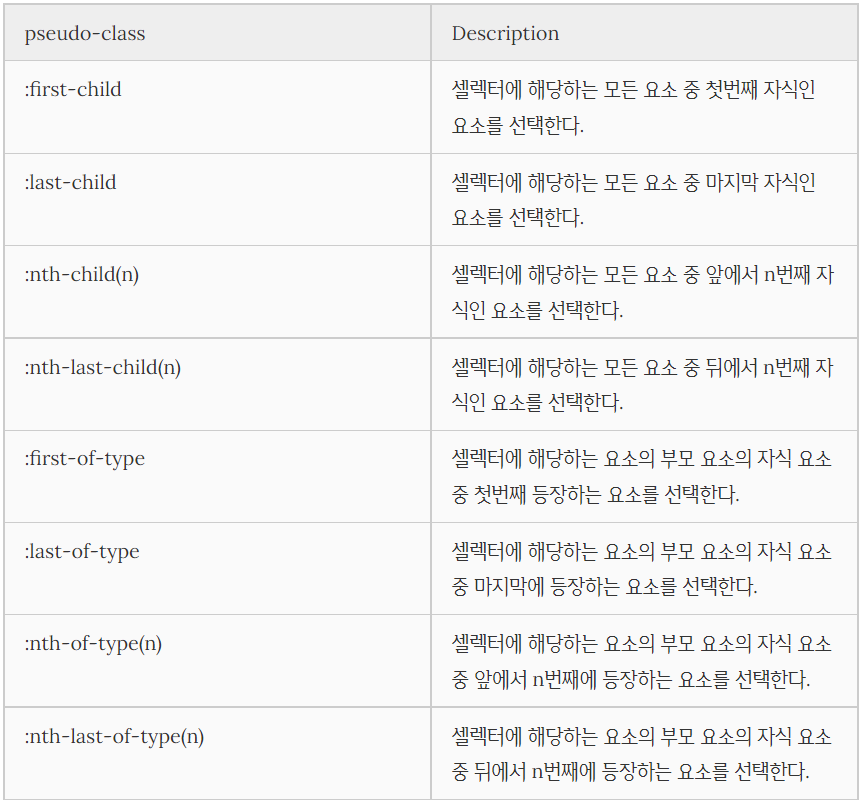 pseudo-class
Description
:first-child
셀렉터에 해당하는 모든 요소 중 첫번째 자식인
요소를 선택한다.
:last-child
셀렉터에 해당하는 모든 요소 중 마지막 자식인
요소를 선택한다.
:nth-child(n)
셀렉터에 해당하는 모든 요소 중 앞에서 n번째 자
식인 요소를 선택한다.
:nth-last-child(n)
셀렉터에 해당하는 모든 요소 중 뒤에서 n번째 자
식인 요소를 선택한다.
:first-of-type
셀렉터에 해당하는 요소의 부모 요소의 자식 요소
중 첫번째 등장하는 요소를 선택한다.
:last-of-type
셀렉터에 해당하는 요소의 부모 요소의 자식 요소
중 마지막에 등장하는 요소를 선택한다.
:nth-of-type(n)
셀렉터에 해당하는 요소의 부모 요소의 자식 요소
중 앞에서 n번째에 등장하는 요소를 선택한다.
:nth-last-of-type(n)
셀렉터에 해당하는 요소의 부모 요소의 자식 요소
중 뒤에서 n번째에 등장하는 요소를 선택한다.